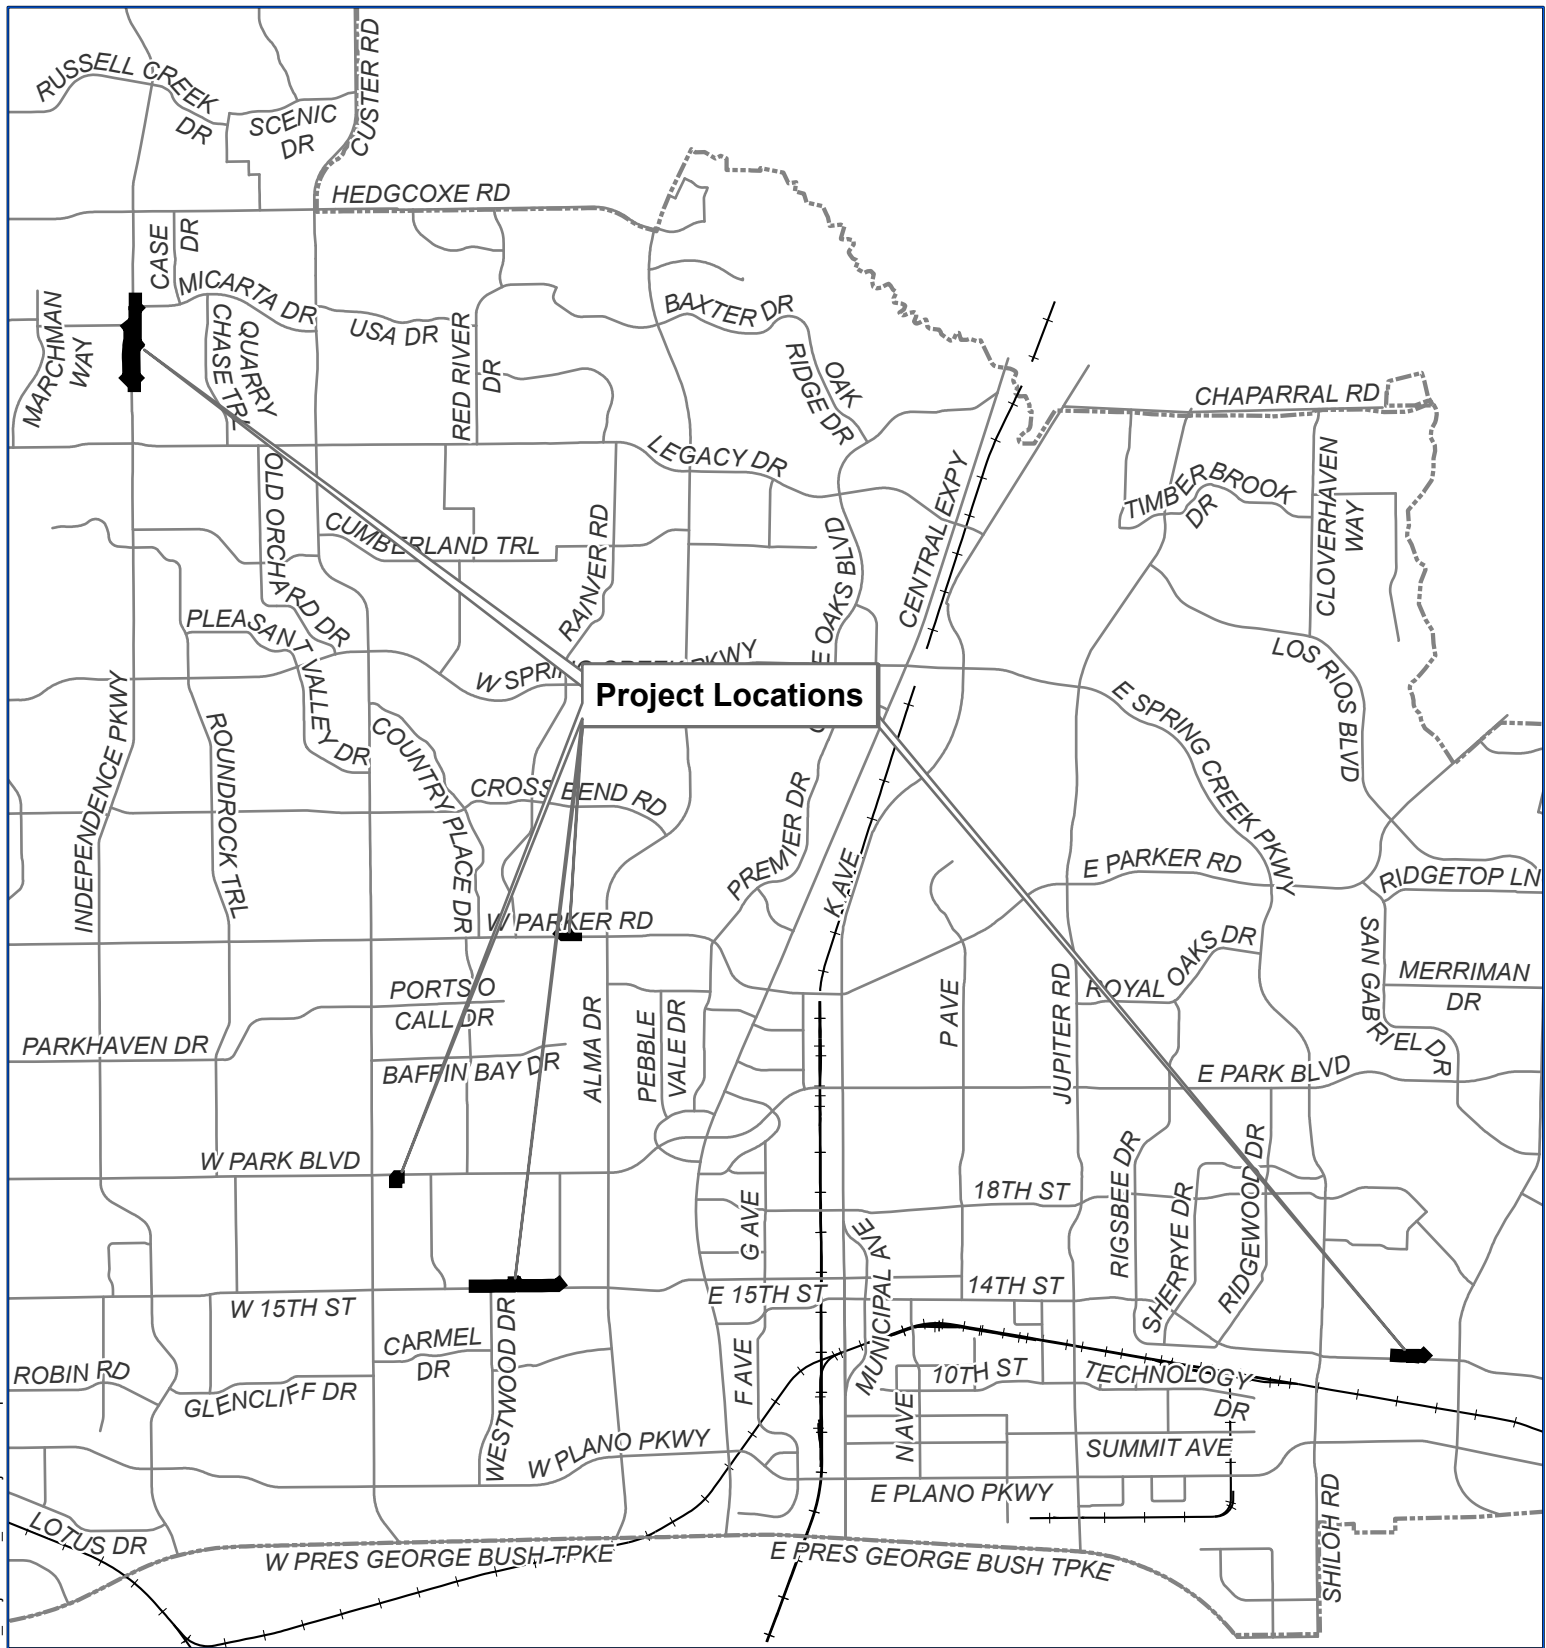 RUSSELL CREEK
DR
SCENIC
DR
CUSTER RD
HEDGCOXE RD
CASE
DR
MICARTA DR
MARCHMAN
WAY
QUARRY
CHASE TRL
USA DR
RED RIVER
DR
BAXTER DR
OAK
RIDGE DR
CHAPARRAL RD
LEGACY DR
OLD ORCHARD DR
CUMBERLAND TRL
RAINIER RD
CENTRAL EXPY
TIMBERBROOK
DR
CLOVERHAVEN
WAY
PLEASANT VALLEY DR
E OAKS BLVD
W SPRING CREEK PKWY
Project Locations
LOS RIOS BLVD
E SPRING CREEK PKWY
INDEPENDENCE PKWY
ROUNDROCK TRL
COUNTRY PLACE DR
CROSS BEND RD
PREMIER DR
K AVE
E PARKER RD
RIDGETOP LN
W PARKER RD
SAN GABRIEL DR
ROYAL OAKS DR
MERRIMAN
DR
PORTSIO
CALL DR
PARKHAVEN DR
BAFFIN BAY DR
ALMA DR
PEBBLE
VALE DR
P AVE
JUPITER RD
E PARK BLVD
W PARK BLVD
18TH ST
G AVE
MUNICIPAL AVE
RIGSBEE DR
SHERRYE DR
RIDGEWOOD DR
W 15TH ST
E 15TH ST
14TH ST
CARMEL
DR
WESTWOOD DR
ROBIN RD
GLENCLIFF DR
F AVE
10TH ST
TECHNOLOGY
DR
N AVE
W PLANO PKWY
SUMMIT AVE
E PLANO PKWY
LOTUS DR
W PRES GEORGE BUSH TPKE
E PRES GEORGE BUSH TPKE
SHILOH RD